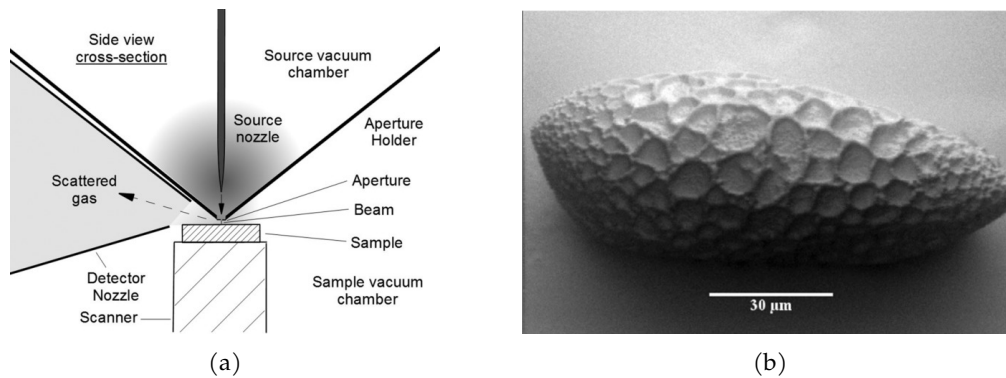 Side view
cross-section
Source vacuum
chamber
Source
nozzle
Aperture
Holder
Scattered
gas
Aperture
Beam
Sample
Detector
Nozzle
Scanner
Sample vacuum
chamber
30 µm
(a)
(b)